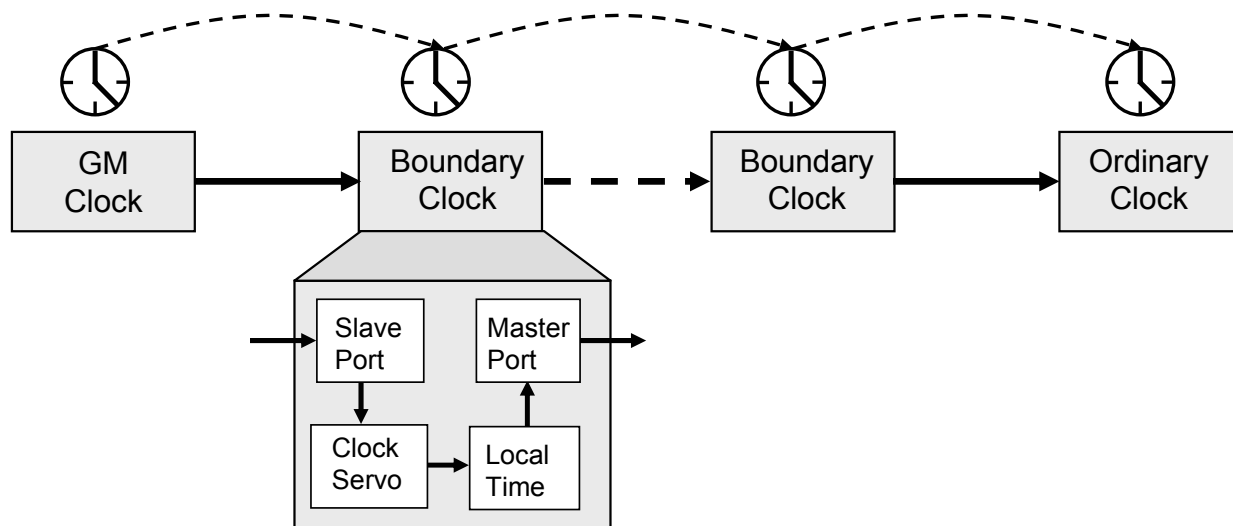 GM
Clock
Boundary
Clock
Boundary
Clock
Ordinary
Clock
Slave
Port
Master
Port
Clock
Servo
Local
Time